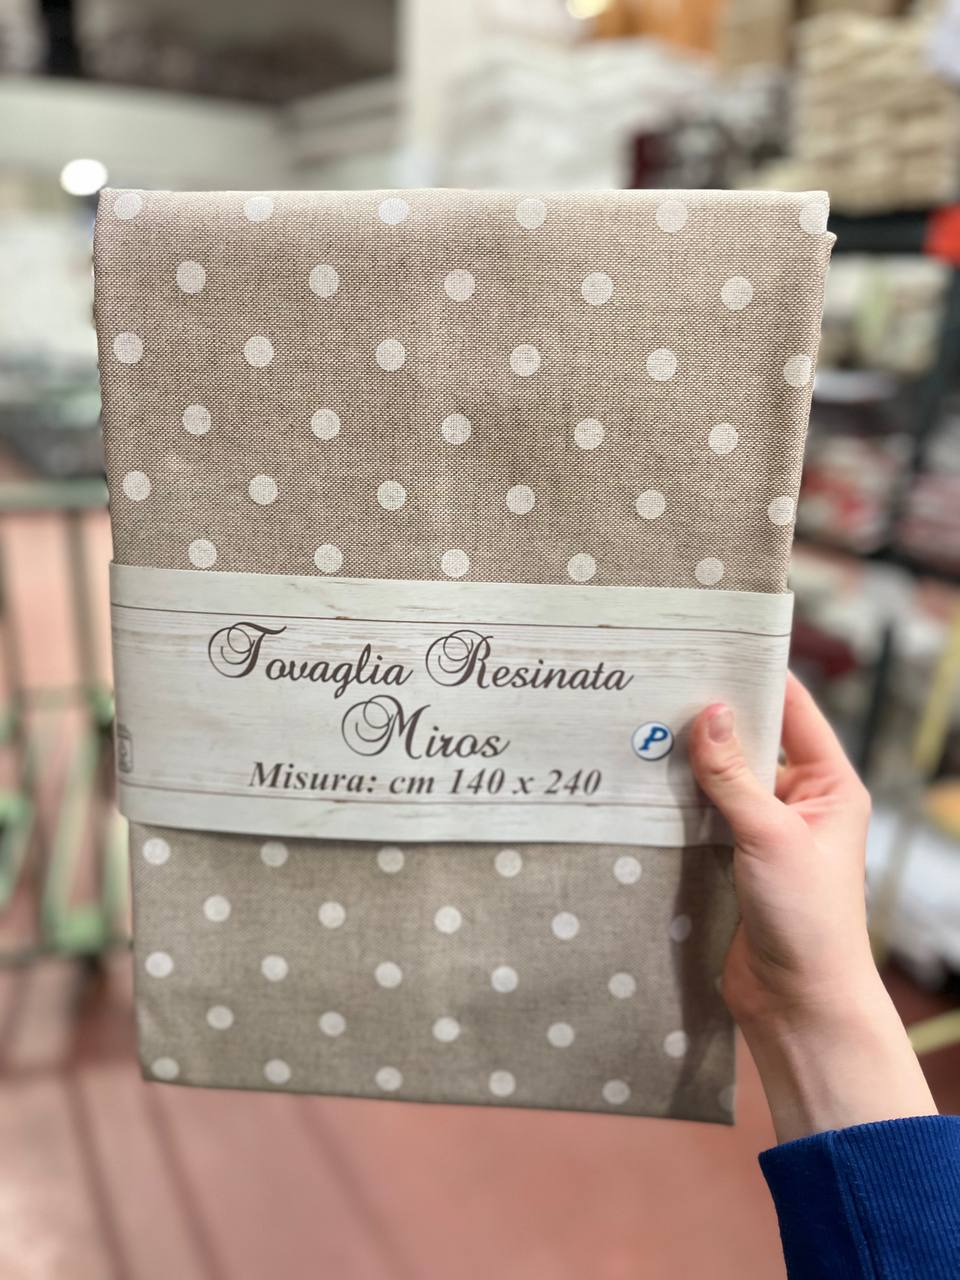 Tovaglia Resinata
Miros
P
Misura: cm 140 x 240